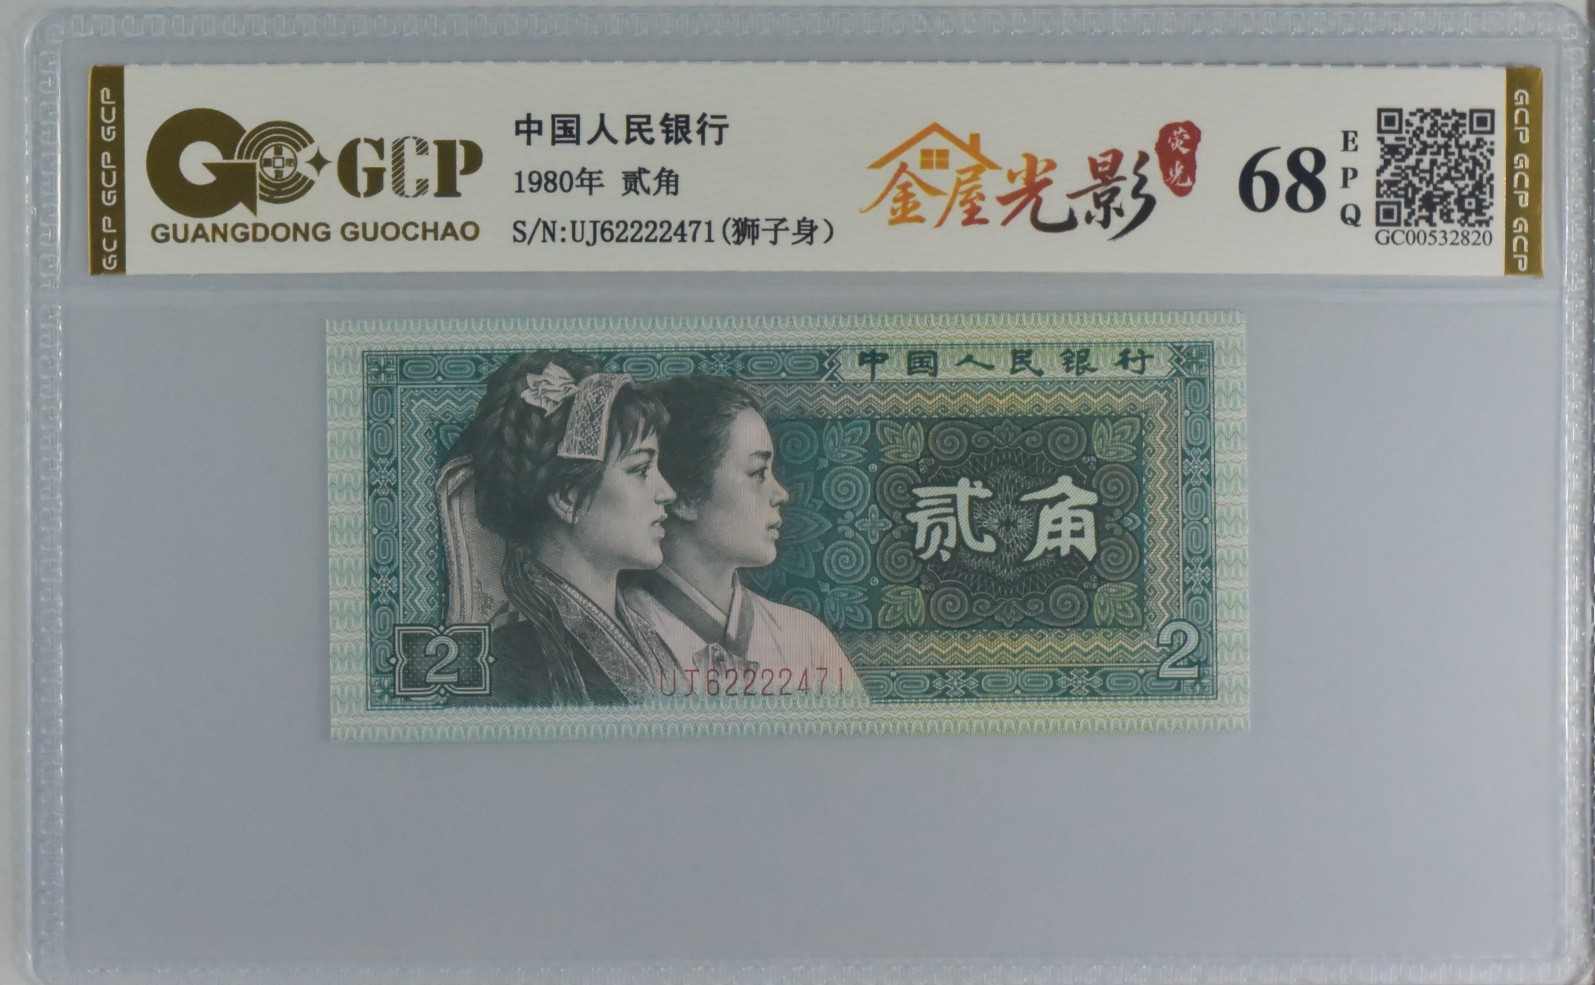 GCP GCP GCP
GCP
GUANGDONG GUOCHAO
中国人民银行
1980年 贰角
S/N:UJ62222471(狮子身)
金屋光影
荧光
68
EPQ
GC00532820
GCP GCP GCP
中国人民银行
贰角
2
2
UJ62222471